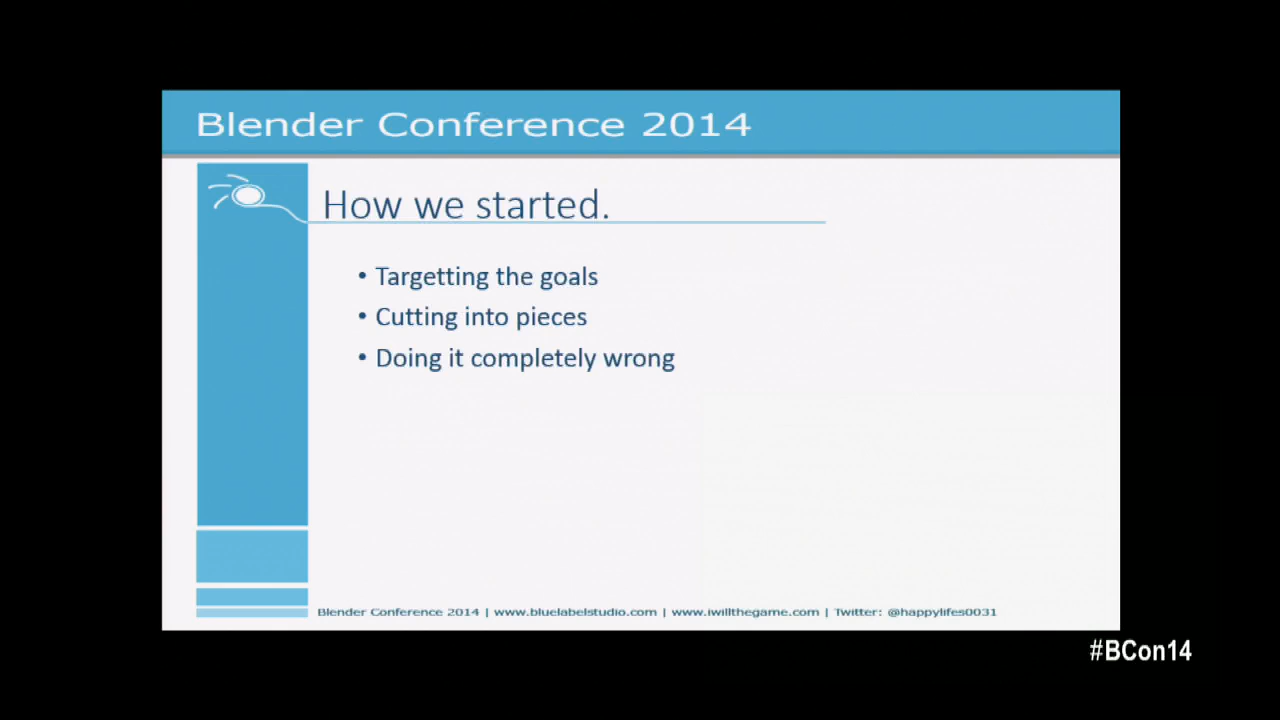 Blender Conference 2014
How we started.
• Targetting the goals
• Cutting into pieces
• Doing it completely wrong
Blender Conference 2014 | www.bluelabelstudio.com | www.iwillthegame.com | Twitter: @happylifes0031
#BCon14